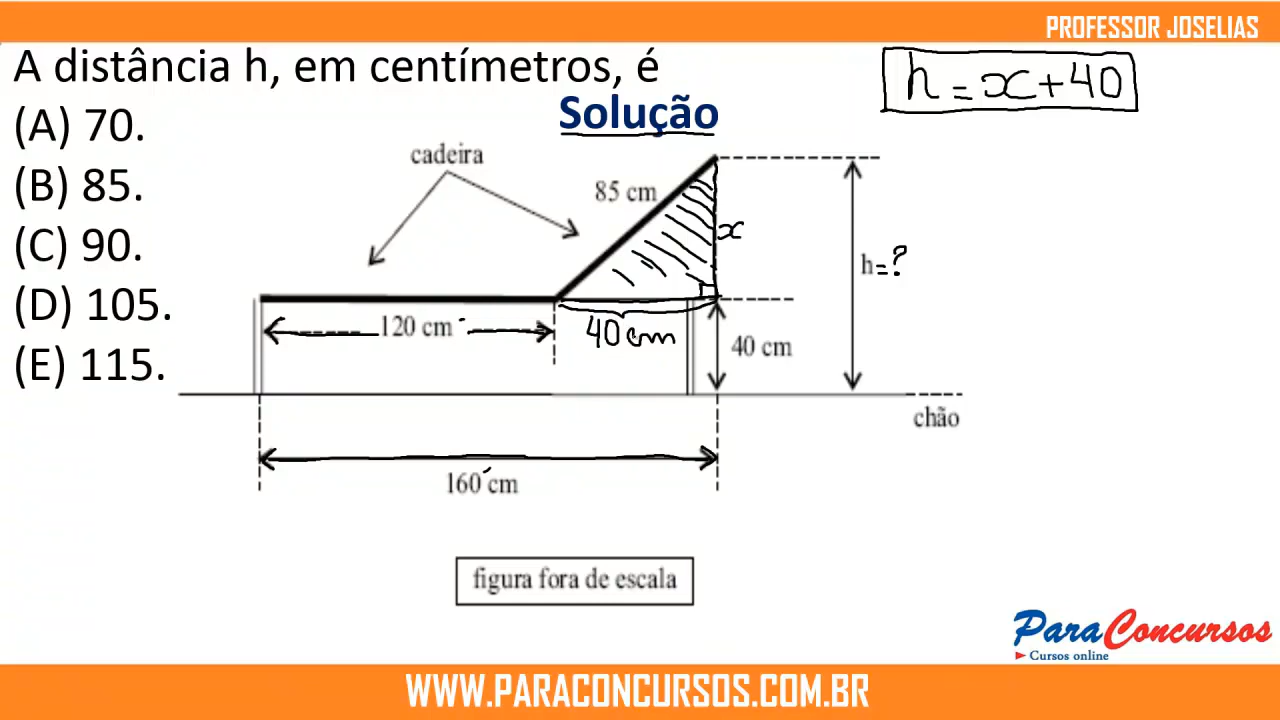 PROFESSOR JOSELIAS
A distância h, em centímetros, é
h = x+40
(A) 70.
Solução
(B) 85.
(C) 90.
(D) 105.
(E) 115.
cadeira
85 cm
x
h=?
120 cm
40 cm
40 cm
chão
160 cm
figura fora de escala
ParaConcursos
Cursos online
WWW.PARACONCURSOS.COM.BR